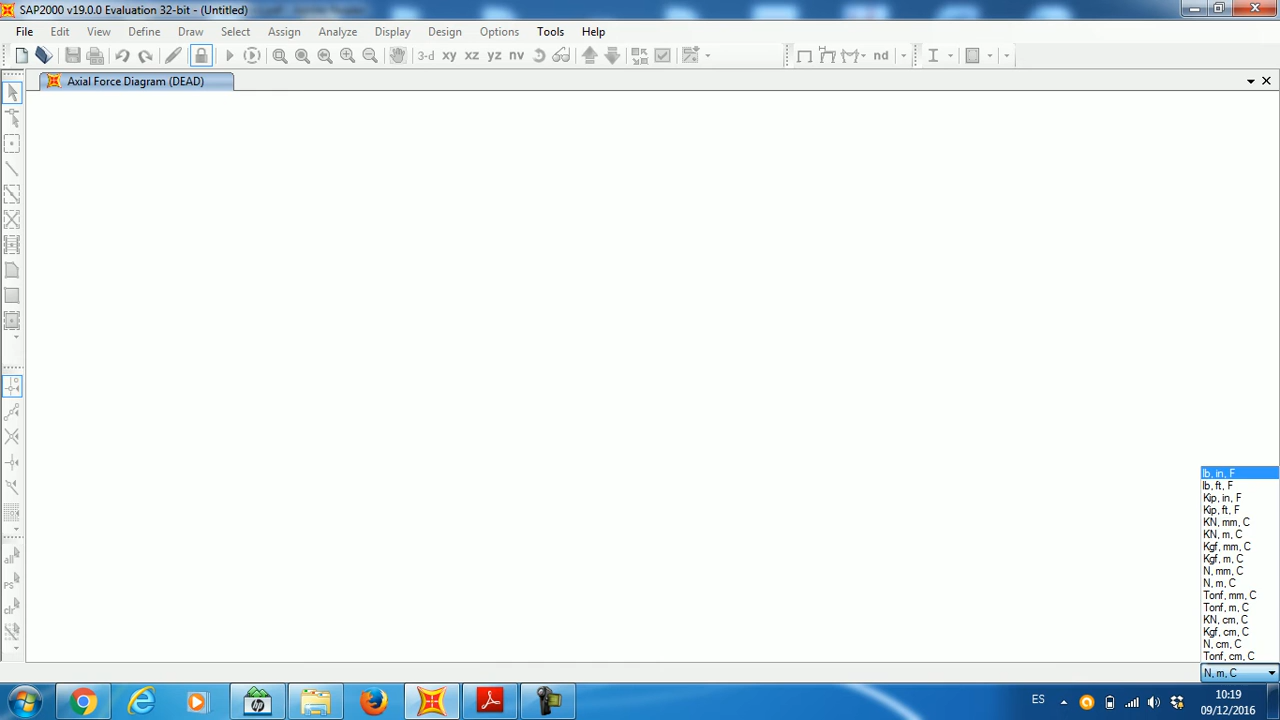 SAP2000 v19.0.0 Evaluation 32-bit - (Untitled)
File Edit View Define Draw Select Assign Analyze Display Design Options Tools Help
3-d xy xz yz nv nd
Axial Force Diagram (DEAD)
all
ps
clr
lb, in, F
lb, ft, F
Kip, in, F
Kip, ft, F
KN, mm, C
KN, m, C
Kgf, mm, C
Kgf, m, C
N, mm, C
N, m, C
Tonf, mm, C
Tonf, m, C
KN, cm, C
Kgf, cm, C
N, cm, C
Tonf, cm, C
N, m, C
ES
10:19
09/12/2016